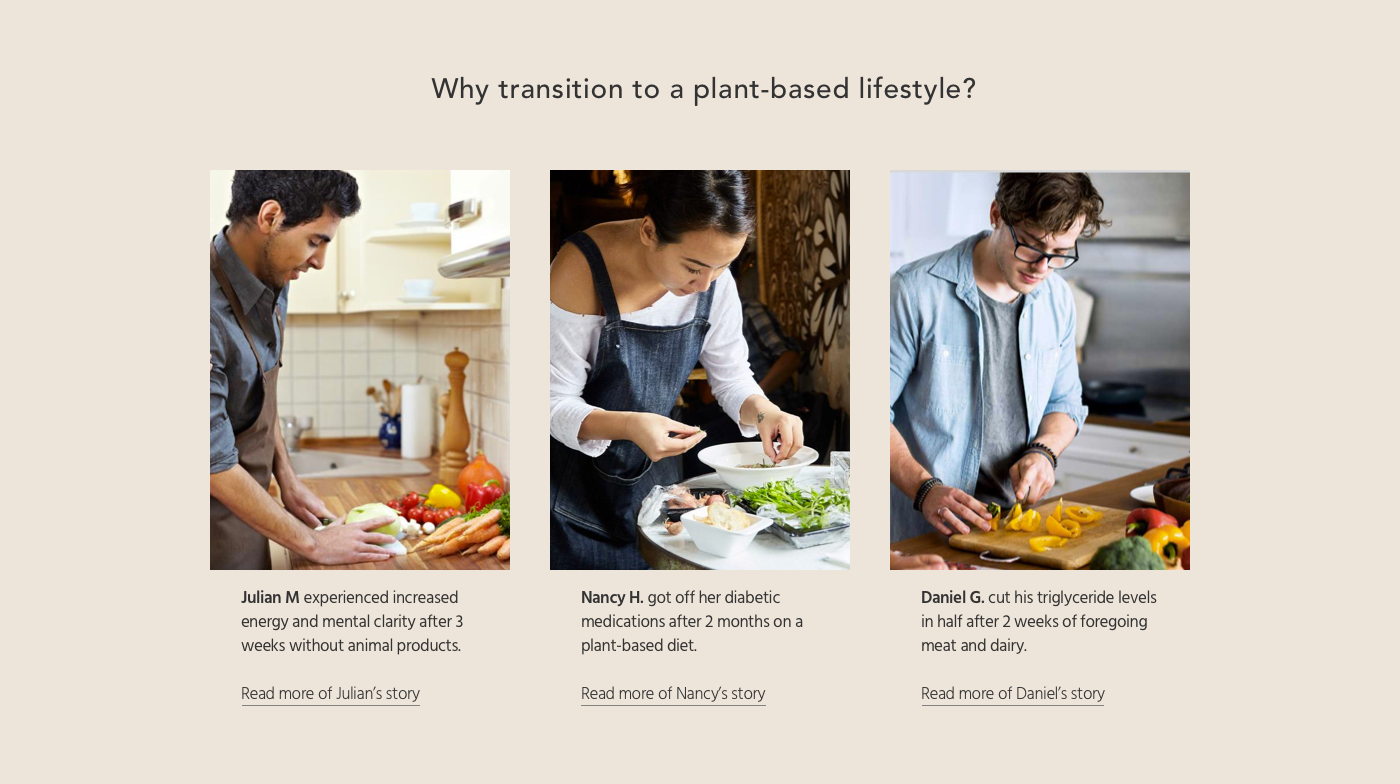 Why transition to a plant-based lifestyle?
Julian M experienced increased
energy and mental clarity after 3
weeks without animal products.
Read more of Julian’s story
Nancy H. got off her diabetic
medications after 2 months on a
plant-based diet.
Read more of Nancy’s story
Daniel G. cut his triglyceride levels
in half after 2 weeks of foregoing
meat and dairy.
Read more of Daniel’s story